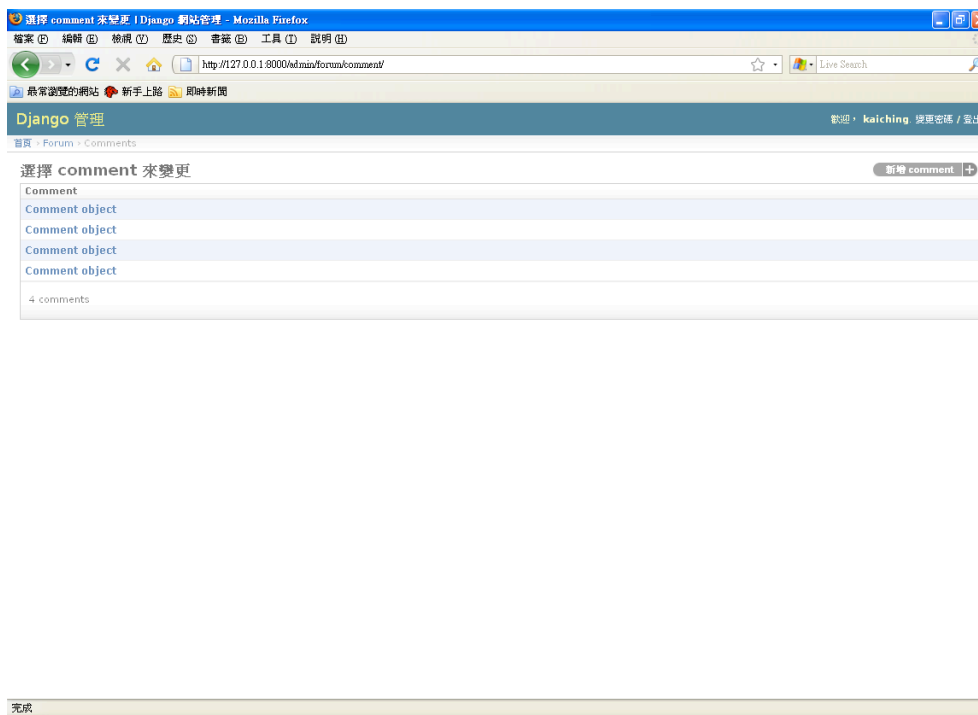 選擇 comment 來變更 | Django 網站管理 - Mozilla Firefox
檔案(F) 編輯(E) 檢視(V) 歷史(S) 書籤(B) 工具(T) 說明(H)
http://127.0.0.1:8000/admin/forum/comment/ Live Search
最常瀏覽的網站 新手上路 即時新聞
Django 管理 歡迎， kaiching. 變更密碼 / 登出
首頁 › Forum › Comments
選擇 comment 來變更 新增 comment
Comment
Comment object
Comment object
Comment object
Comment object
4 comments
完成